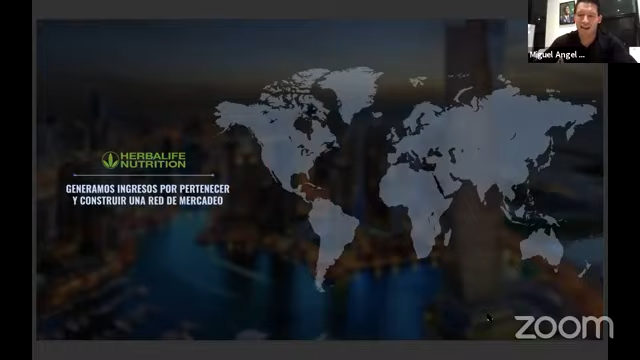 Miguel Angel ...
HERBALIFE
NUTRITION
GENERAMOS INGRESOS POR PERTENECER
Y CONSTRUIR UNA RED DE MERCADEO
zoom